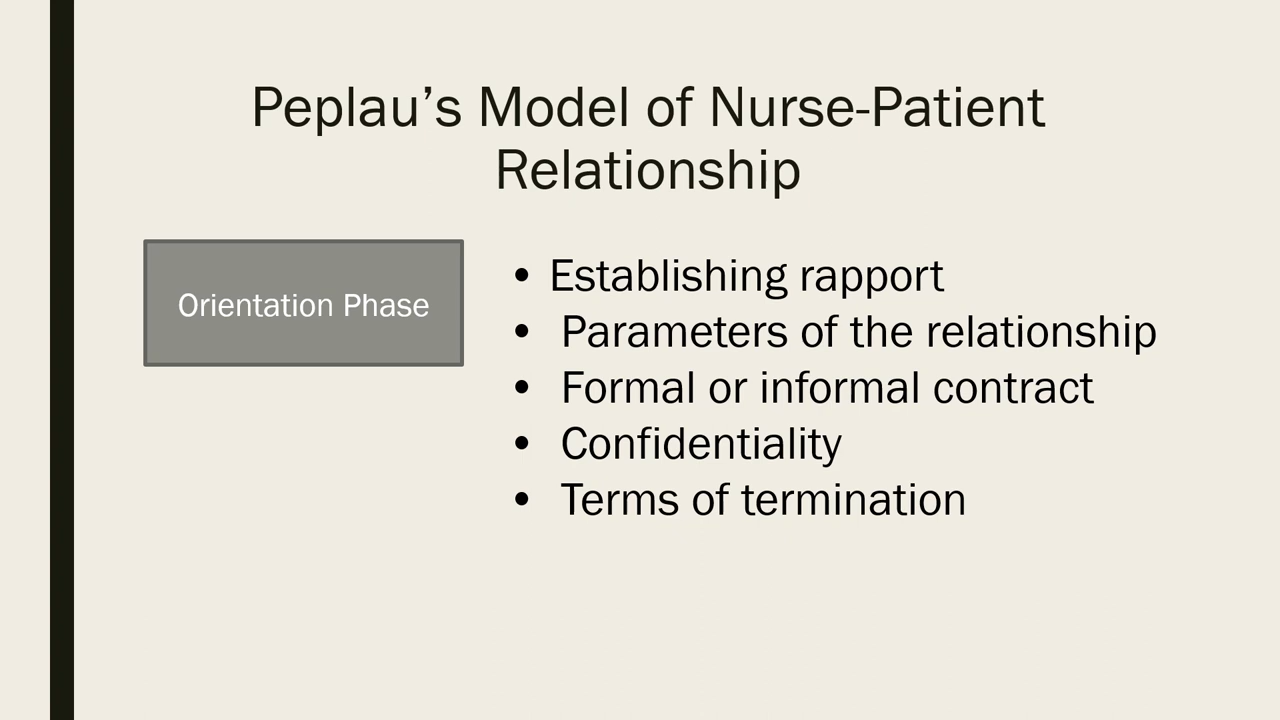 Peplau’s Model of Nurse-Patient
Relationship
Orientation Phase
• Establishing rapport
• Parameters of the relationship
• Formal or informal contract
• Confidentiality
• Terms of termination